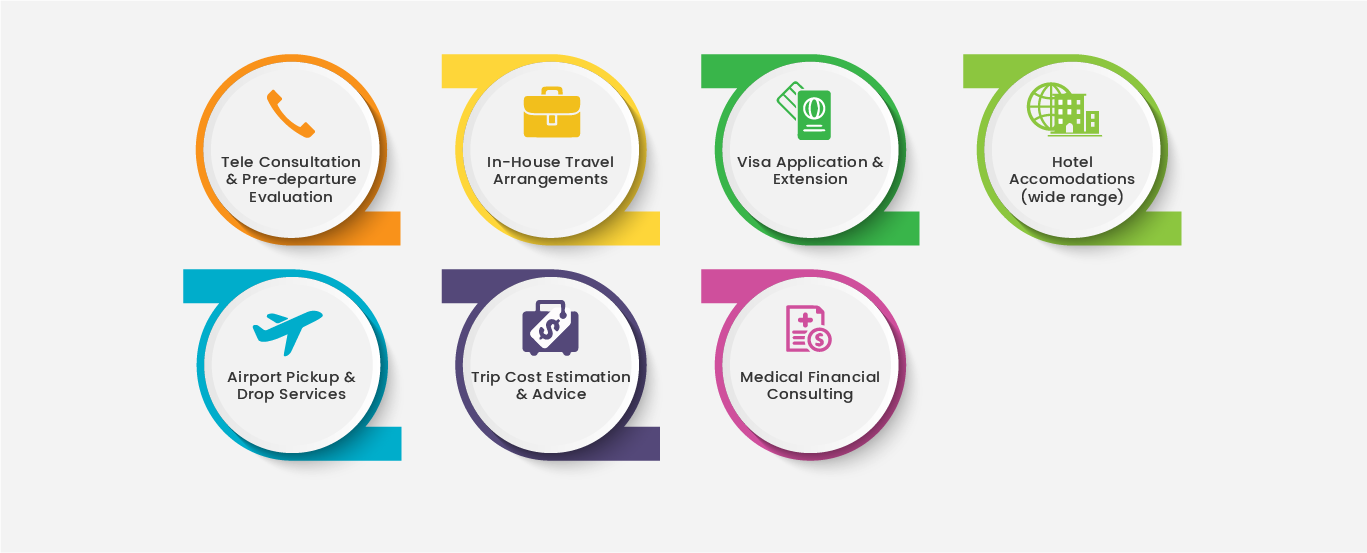 Tele Consultation
& Pre-departure
Evaluation
In-House Travel
Arrangements
Visa Application &
Extension
Hotel
Accomodations
(wide range)
Airport Pickup &
Drop Services
Trip Cost Estimation
& Advice
Medical Financial
Consulting